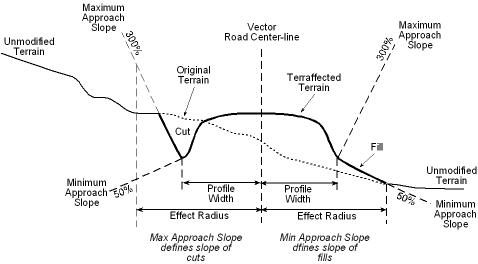 Maximum
Approach
Slope
300%
Unmodified
Terrain
Original
Terrain
Vector
Road Center-line
Terraffected
Terrain
Maximum
Approach
Slope
300%
Cut
Fill
Minimum
Approach
Slope
50%
Profile
Width
Profile
Width
Effect Radius
Effect Radius
Unmodified
Terrain
50%
Minimum
Approach
Slope
Max Approach Slope
defines slope of
cuts
Min Approach Slope
dfines slope of
fills